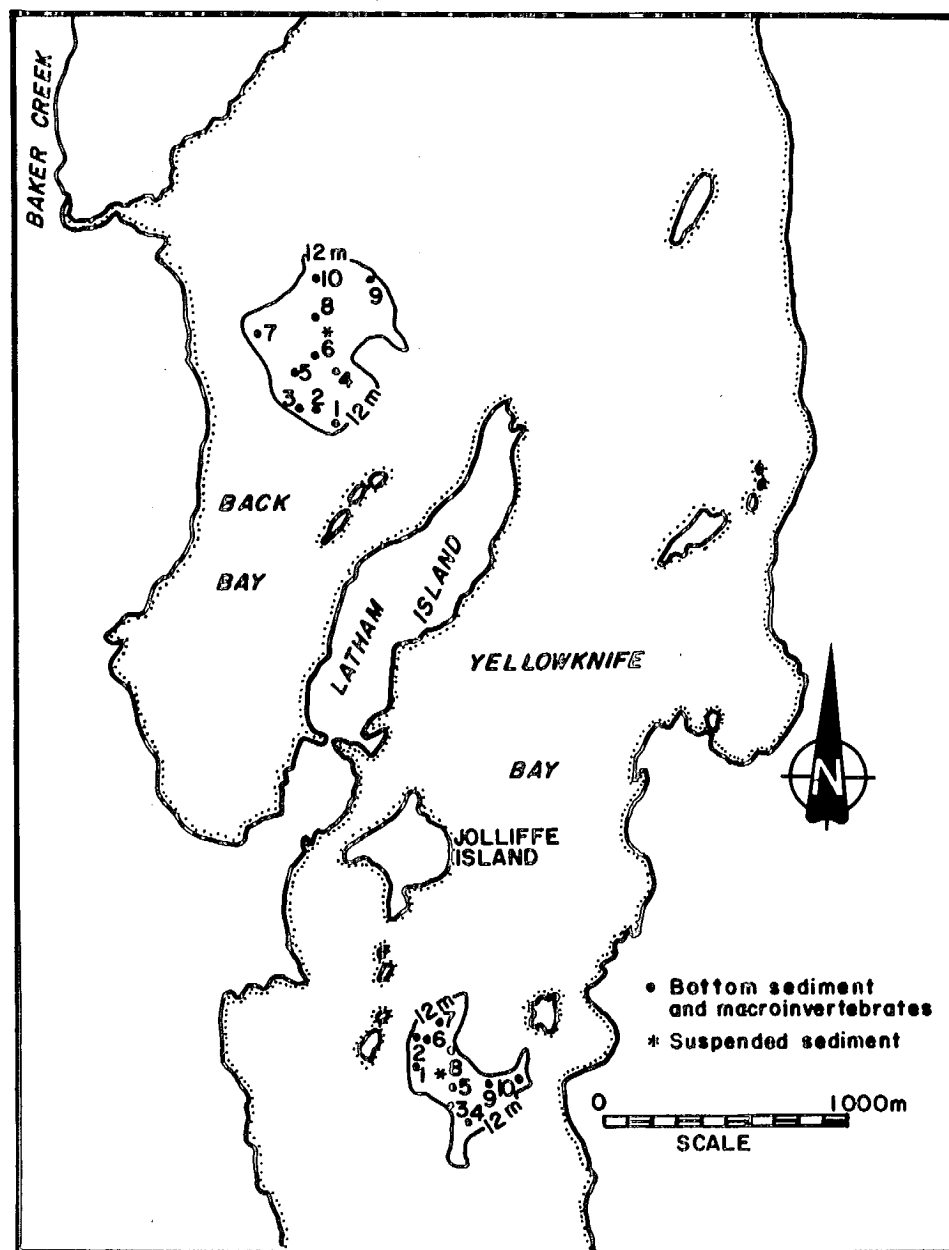 BAKER CREEK
12 m
10
9
8
*
7
6
5
4
3
2
1
12 m
BACK
BAY
LATHAM
ISLAND
YELLOWKNIFE
BAY
N
JOLLIFFE
ISLAND
• Bottom sediment
and macroinvertebrates
* Suspended sediment
12 m
7
2
6
8
1
*
5
9
10
3
4
12 m
0
1000m
SCALE